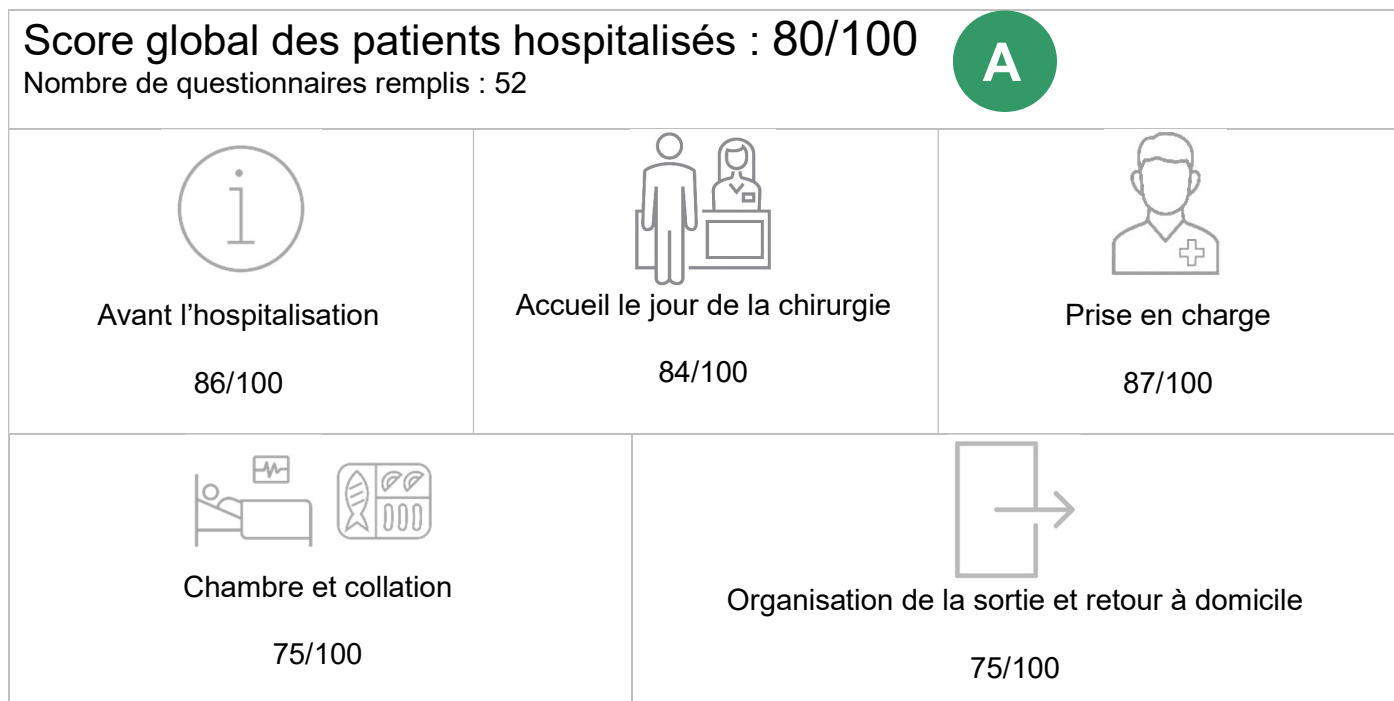 Score global des patients hospitalisés : 80/100
A
Nombre de questionnaires remplis : 52
Avant l'hospitalisation
86/100
Accueil le jour de la chirurgie
84/100
Prise en charge
87/100
Chambre et collation
75/100
Organisation de la sortie et retour à domicile
75/100